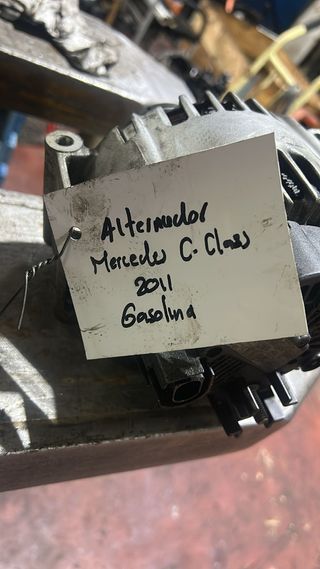 Alternador
Mercedes C. Class
2011
Gasolina